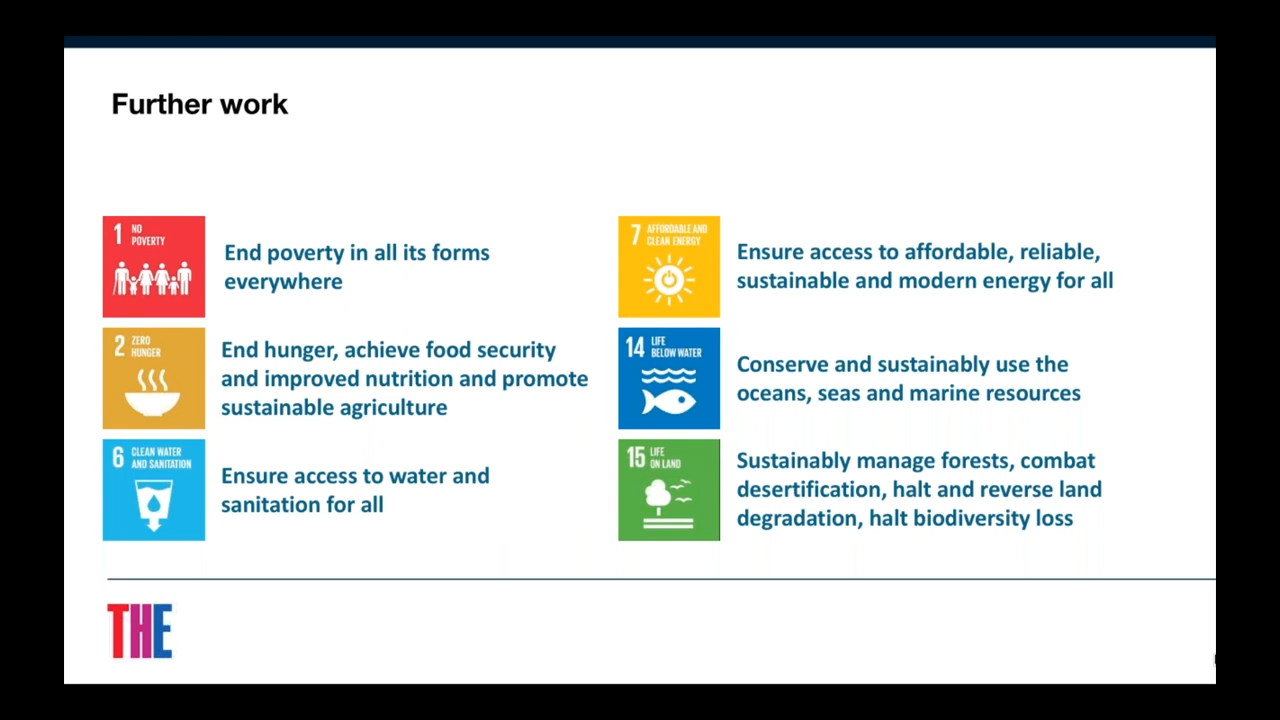 Further work
1 NO
POVERTY
End poverty in all its forms
everywhere
2 ZERO
HUNGER
End hunger, achieve food security
and improved nutrition and promote
sustainable agriculture
6 CLEAN WATER
AND SANITATION
Ensure access to water and
sanitation for all
7 AFFORDABLE AND
CLEAN ENERGY
Ensure access to affordable, reliable,
sustainable and modern energy for all
14 LIFE
BELOW WATER
Conserve and sustainably use the
oceans, seas and marine resources
15 LIFE
ON LAND
Sustainably manage forests, combat
desertification, halt and reverse land
degradation, halt biodiversity loss
THE